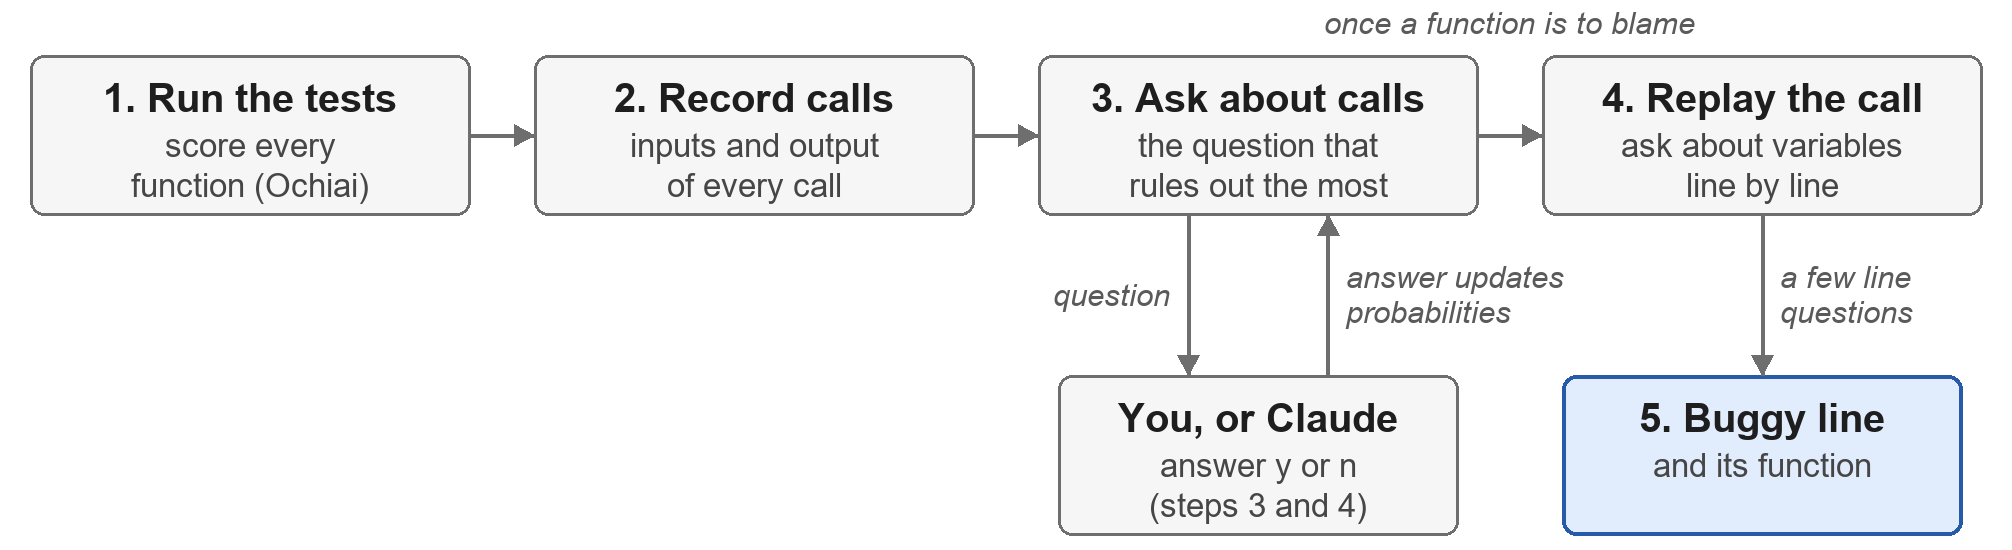 once a function is to blame
1. Run the tests
score every
function (Ochiai)
2. Record calls
inputs and output
of every call
3. Ask about calls
the question that
rules out the most
4. Replay the call
ask about variables
line by line
question
answer updates
probabilities
a few line
questions
You, or Claude
answer y or n
(steps 3 and 4)
5. Buggy line
and its function